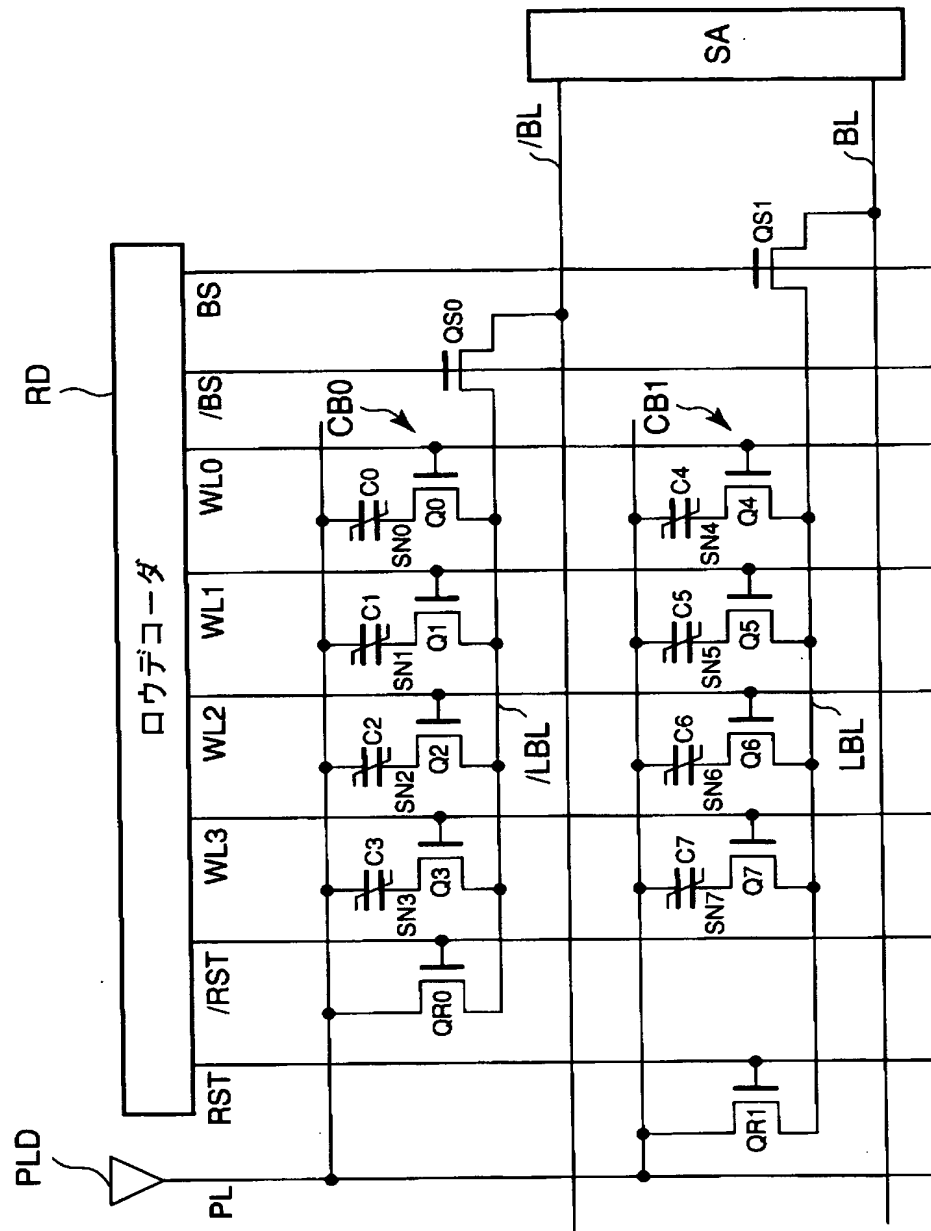 PLD
RD
ロウデコーダ
SA
PL
RST
/RST
WL3
WL2
WL1
WL0
/BS
BS
/BL
BL
CB0
C3
C2
C1
C0
SN3
SN2
SN1
SN0
QR0
Q3
Q2
Q1
Q0
QS0
/LBL
CB1
C7
C6
C5
C4
SN7
SN6
SN5
SN4
QR1
Q7
Q6
Q5
Q4
QS1
LBL